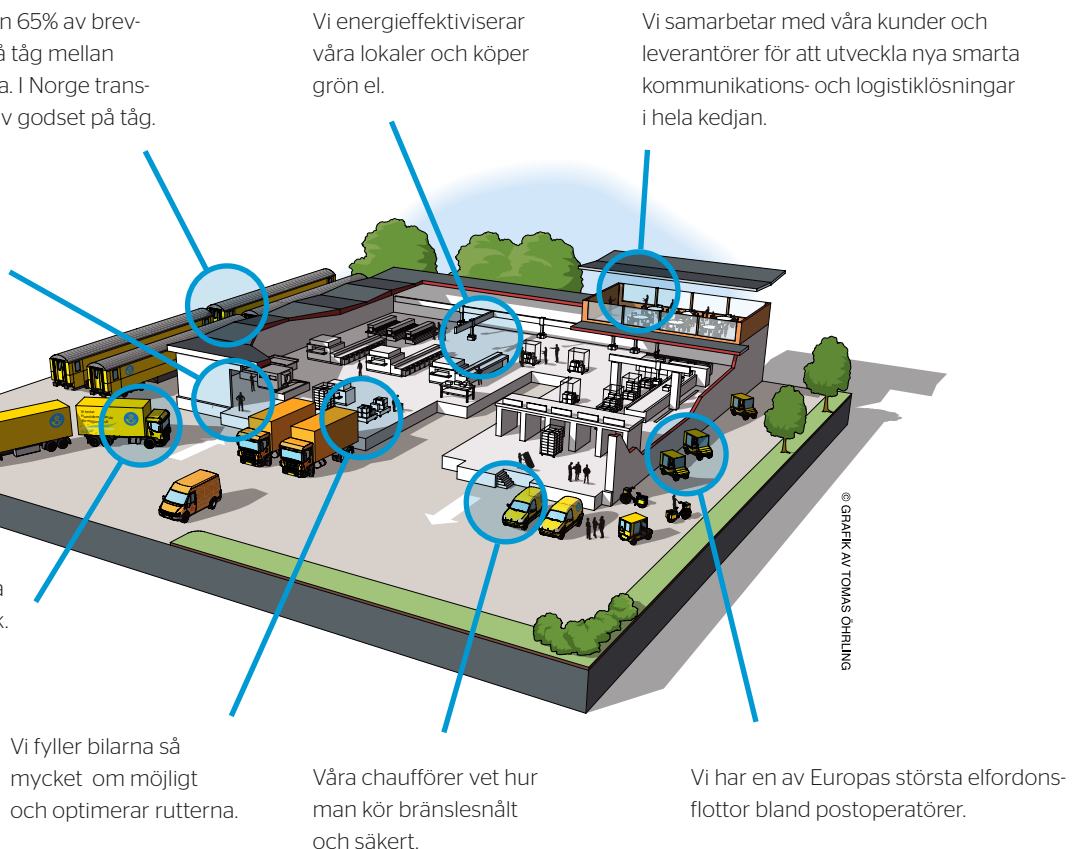 n 65% av brev-
å tåg mellan
a. I Norge trans-
v godset på tåg.
Vi energieffektiviserar
våra lokaler och köper
grön el.
Vi samarbetar med våra kunder och
leverantörer för att utveckla nya smarta
kommunikations- och logistiklösningar
i hela kedjan.
© GRAFIK AV TOMAS ÖHRLING
a
k.
Vi fyller bilarna så
mycket om möjligt
och optimerar rutterna.
Våra chaufförer vet hur
man kör bränslesnålt
och säkert.
Vi har en av Europas största elfordons-
flottor bland postoperatörer.